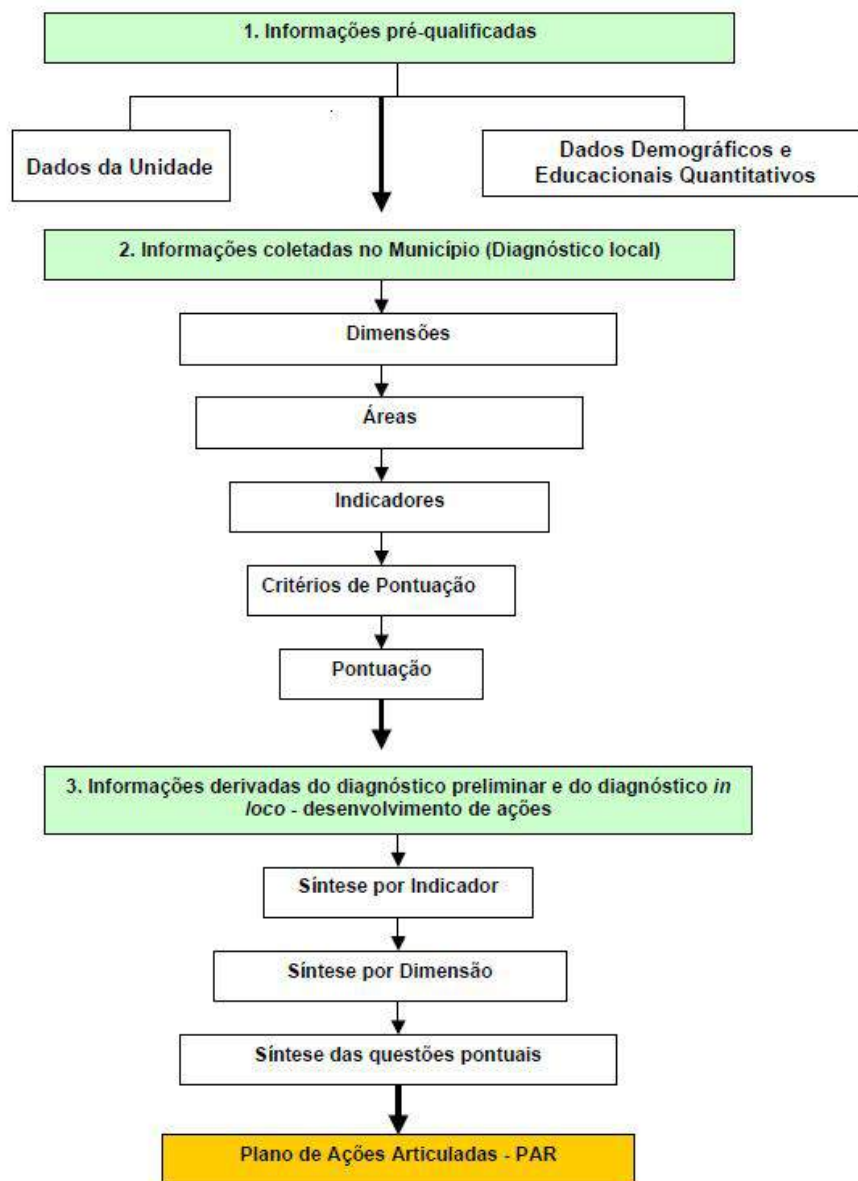 1. Informações pré-qualificadas
Dados da Unidade
Dados Demográficos e
Educacionais Quantitativos
2. Informações coletadas no Município (Diagnóstico local)
Dimensões
Áreas
Indicadores
Critérios de Pontuação
Pontuação
3. Informações derivadas do diagnóstico preliminar e do diagnóstico in
loco - desenvolvimento de ações
Síntese por Indicador
Síntese por Dimensão
Síntese das questões pontuais
Plano de Ações Articuladas - PAR